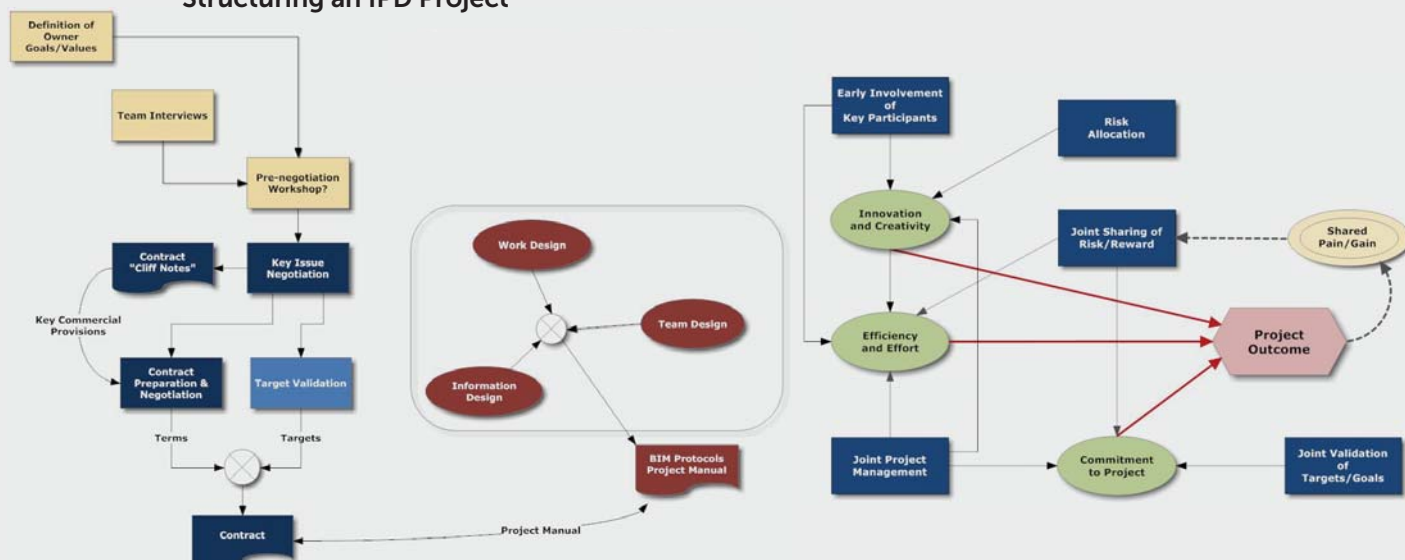 Structuring an IPD Project
Definition of
Owner
Goals/Values
Team Interviews
Pre-negotiation
Workshop?
Contract
"Cliff Notes"
Key Issue
Negotiation
Key Commercial
Provisions
Contract
Preparation &
Negotiation
Target Validation
Terms
Targets
Contract
Work Design
Team Design
Information
Design
BIM Protocols
Project Manual
Project Manual
Early Involvement
of
Key Participants
Risk
Allocation
Innovation
and Creativity
Joint Sharing of
Risk/Reward
Shared
Pain/Gain
Efficiency
and Effort
Project
Outcome
Joint Project
Management
Commitment
to Project
Joint Validation
of
Targets/Goals